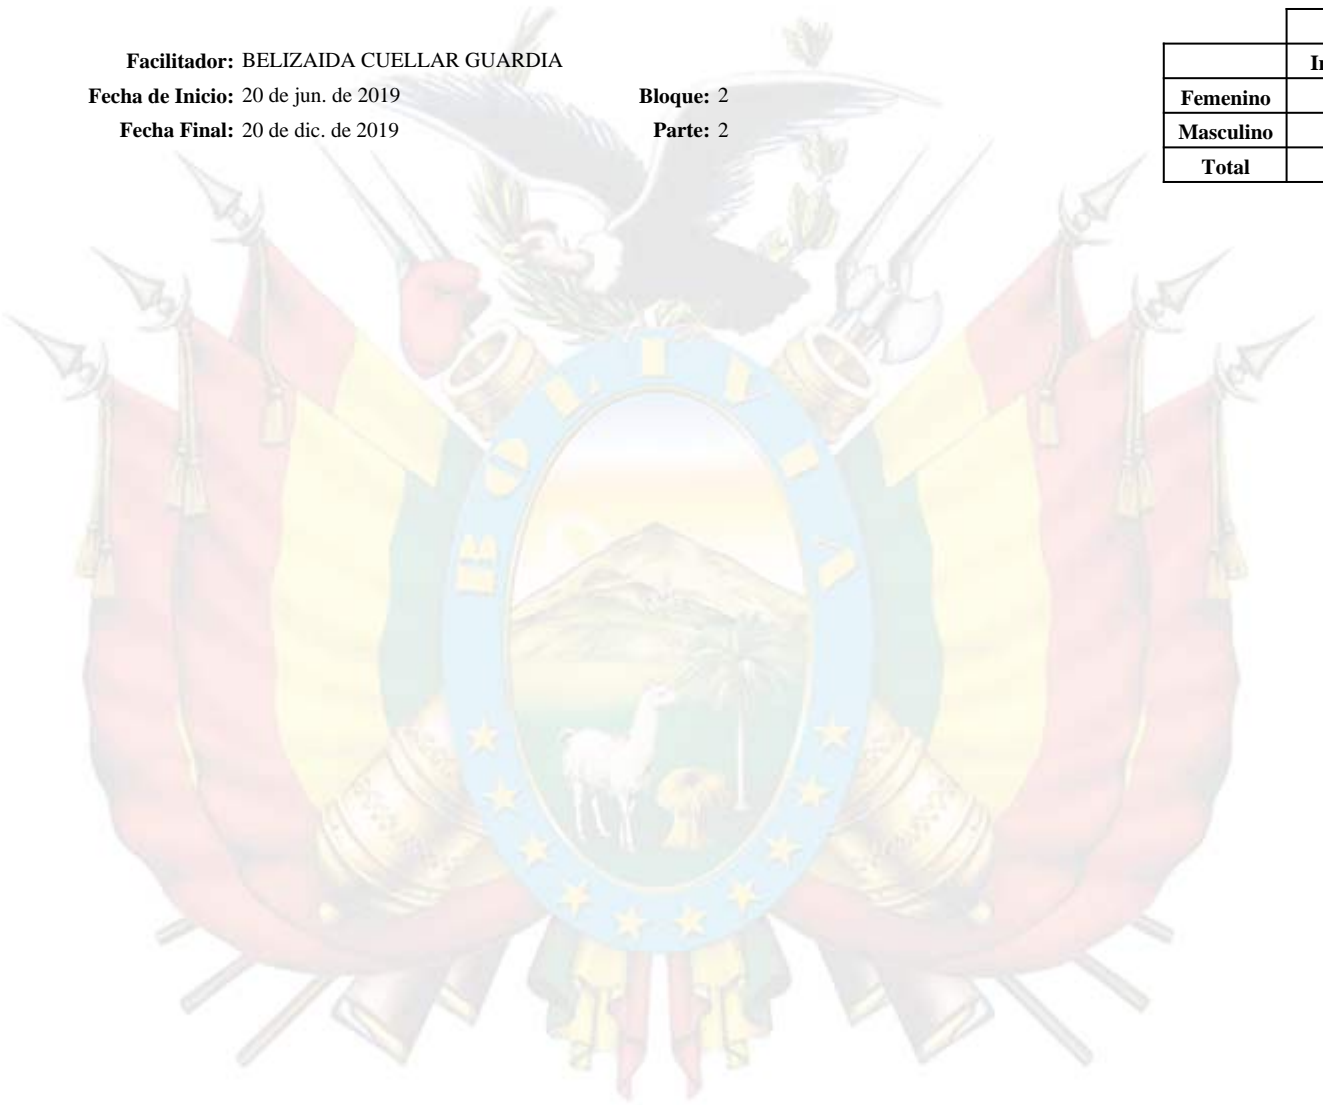 Facilitador: BELIZAIDA CUELLAR GUARDIA
Fecha de Inicio: 20 de jun. de 2019 Bloque: 2
Fecha Final: 20 de dic. de 2019 Parte: 2
Femenino
Masculino
Total
BOLIVIA